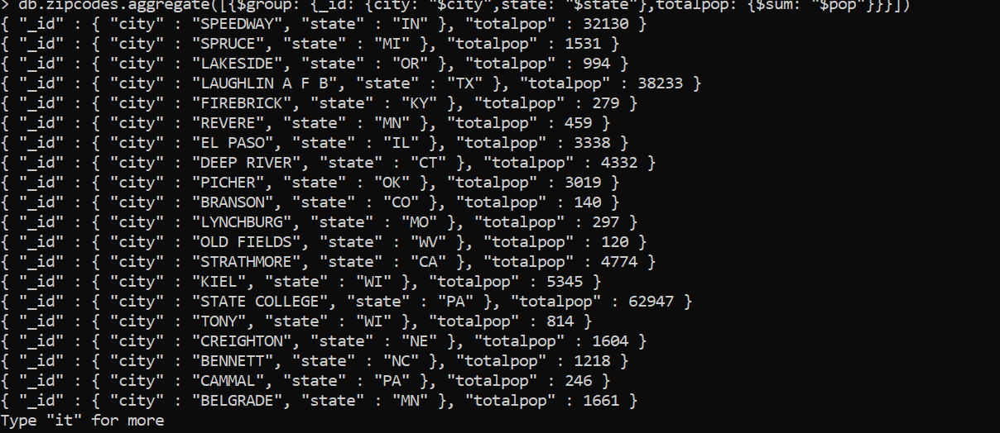 > db.zipcodes.aggregate([{$group: {_id: {city: "$city",state: "$state"},totalpop: {$sum: "$pop"}}}])
{ "_id" : { "city" : "SPEEDWAY", "state" : "IN" }, "totalpop" : 32130 }
{ "_id" : { "city" : "SPRUCE", "state" : "MI" }, "totalpop" : 1531 }
{ "_id" : { "city" : "LAKESIDE", "state" : "OR" }, "totalpop" : 994 }
{ "_id" : { "city" : "LAUGHLIN A F B", "state" : "TX" }, "totalpop" : 38233 }
{ "_id" : { "city" : "FIREBRICK", "state" : "KY" }, "totalpop" : 279 }
{ "_id" : { "city" : "REVERE", "state" : "MN" }, "totalpop" : 459 }
{ "_id" : { "city" : "EL PASO", "state" : "IL" }, "totalpop" : 3338 }
{ "_id" : { "city" : "DEEP RIVER", "state" : "CT" }, "totalpop" : 4332 }
{ "_id" : { "city" : "PICHER", "state" : "OK" }, "totalpop" : 3019 }
{ "_id" : { "city" : "BRANSON", "state" : "CO" }, "totalpop" : 140 }
{ "_id" : { "city" : "LYNCHBURG", "state" : "MO" }, "totalpop" : 297 }
{ "_id" : { "city" : "OLD FIELDS", "state" : "WV" }, "totalpop" : 120 }
{ "_id" : { "city" : "STRATHMORE", "state" : "CA" }, "totalpop" : 4774 }
{ "_id" : { "city" : "KIEL", "state" : "WI" }, "totalpop" : 5345 }
{ "_id" : { "city" : "STATE COLLEGE", "state" : "PA" }, "totalpop" : 62947 }
{ "_id" : { "city" : "TONY", "state" : "WI" }, "totalpop" : 814 }
{ "_id" : { "city" : "CREIGHTON", "state" : "NE" }, "totalpop" : 1604 }
{ "_id" : { "city" : "BENNETT", "state" : "NC" }, "totalpop" : 1218 }
{ "_id" : { "city" : "CAMMAL", "state" : "PA" }, "totalpop" : 246 }
{ "_id" : { "city" : "BELGRADE", "state" : "MN" }, "totalpop" : 1661 }
Type "it" for more